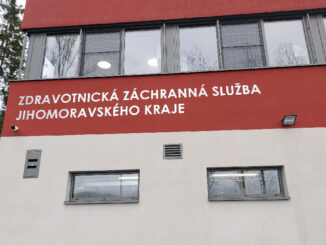 ZDRAVOTNICKÁ ZÁCHRANNÁ SLUŽBA
JIHOMORAVSKÉHO KRAJE